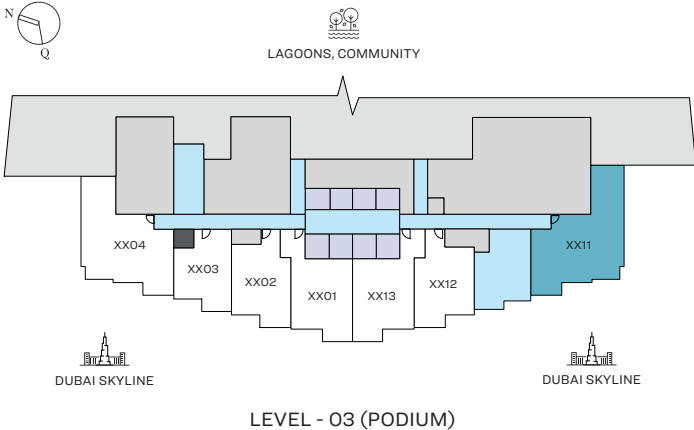 N
Q
LAGOONS, COMMUNITY
XX04
XX11
XX03
XX02
XX01
XX13
XX12
DUBAI SKYLINE
DUBAI SKYLINE
LEVEL - 03 (PODIUM)